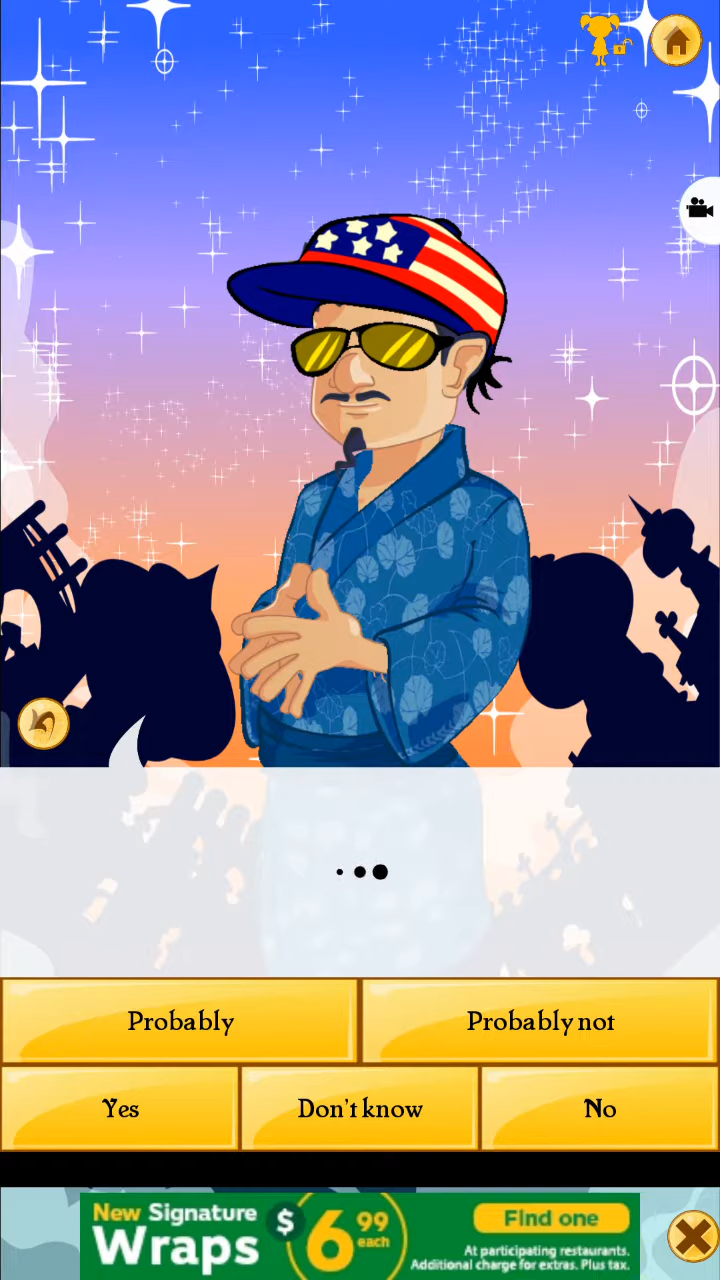 Probably
Probably not
Yes
Don't know
No
New Signature
Wraps
$6 99
each
Find one
At participating restaurants.
Additional charge for extras. Plus tax.